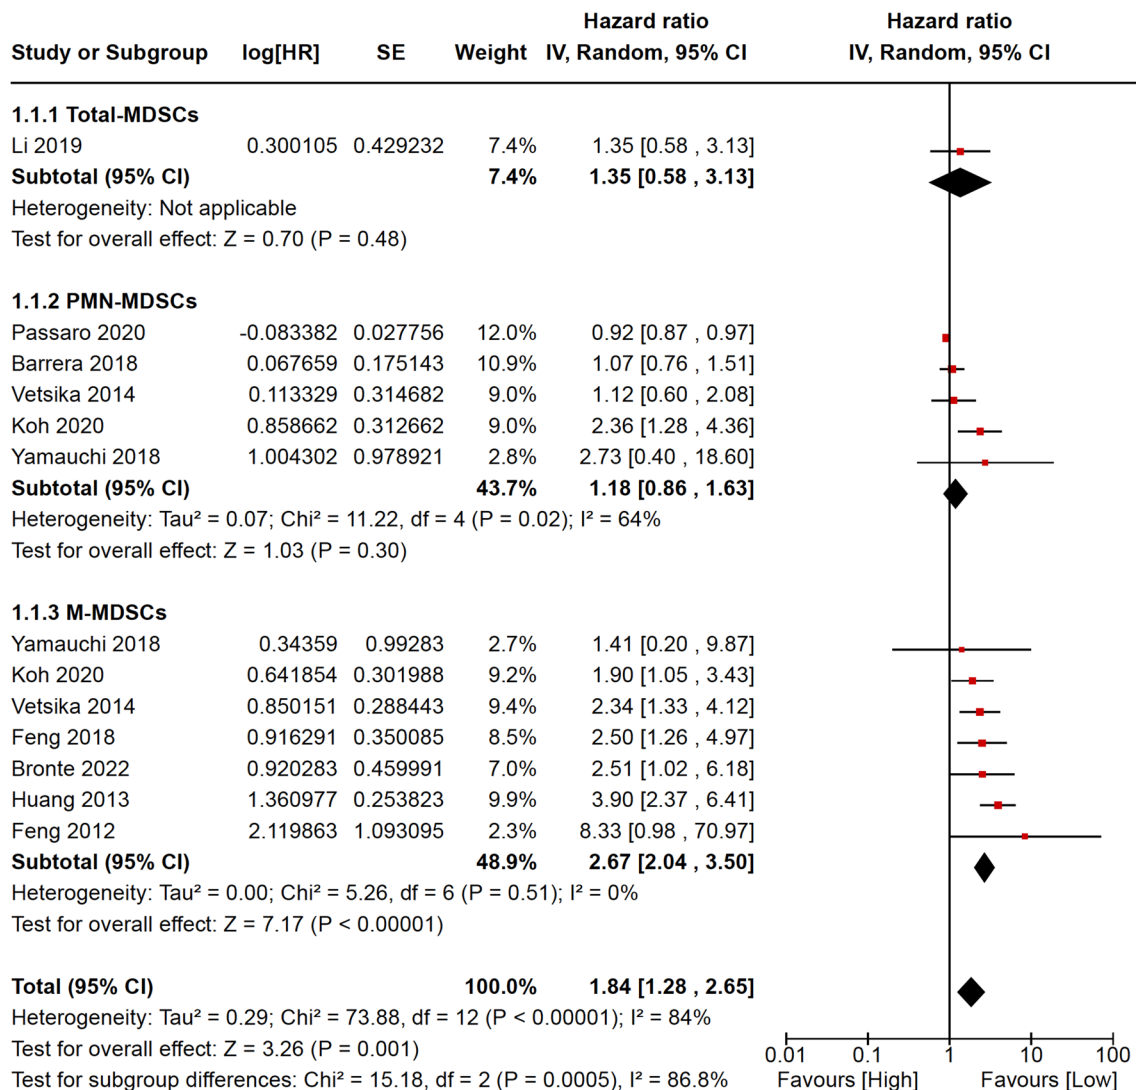 Hazard ratio Hazard ratio
Study or Subgroup log[HR] SE Weight IV, Random, 95% CI IV, Random, 95% CI
1.1.1 Total-MDSCs
Li 2019 0.300105 0.429232 7.4% 1.35 [0.58 , 3.13]
Subtotal (95% CI) 7.4% 1.35 [0.58 , 3.13]
Heterogeneity: Not applicable
Test for overall effect: Z = 0.70 (P = 0.48)
1.1.2 PMN-MDSCs
Passaro 2020 -0.083382 0.027756 12.0% 0.92 [0.87 , 0.97]
Barrera 2018 0.067659 0.175143 10.9% 1.07 [0.76 , 1.51]
Vetsika 2014 0.113329 0.314682 9.0% 1.12 [0.60 , 2.08]
Koh 2020 0.858662 0.312662 9.0% 2.36 [1.28 , 4.36]
Yamauchi 2018 1.004302 0.978921 2.8% 2.73 [0.40 , 18.60]
Subtotal (95% CI) 43.7% 1.18 [0.86 , 1.63]
Heterogeneity: Tau² = 0.07; Chi² = 11.22, df = 4 (P = 0.02); I² = 64%
Test for overall effect: Z = 1.03 (P = 0.30)
1.1.3 M-MDSCs
Yamauchi 2018 0.34359 0.99283 2.7% 1.41 [0.20 , 9.87]
Koh 2020 0.641854 0.301988 9.2% 1.90 [1.05 , 3.43]
Vetsika 2014 0.850151 0.288443 9.4% 2.34 [1.33 , 4.12]
Feng 2018 0.916291 0.350085 8.5% 2.50 [1.26 , 4.97]
Bronte 2022 0.920283 0.459991 7.0% 2.51 [1.02 , 6.18]
Huang 2013 1.360977 0.253823 9.9% 3.90 [2.37 , 6.41]
Feng 2012 2.119863 1.093095 2.3% 8.33 [0.98 , 70.97]
Subtotal (95% CI) 48.9% 2.67 [2.04 , 3.50]
Heterogeneity: Tau² = 0.00; Chi² = 5.26, df = 6 (P = 0.51); I² = 0%
Test for overall effect: Z = 7.17 (P < 0.00001)
Total (95% CI) 100.0% 1.84 [1.28 , 2.65]
Heterogeneity: Tau² = 0.29; Chi² = 73.88, df = 12 (P < 0.00001); I² = 84%
Test for overall effect: Z = 3.26 (P = 0.001)
0.01 0.1 1 10 100
Test for subgroup differences: Chi² = 15.18, df = 2 (P = 0.0005), I² = 86.8% Favours [High] Favours [Low]